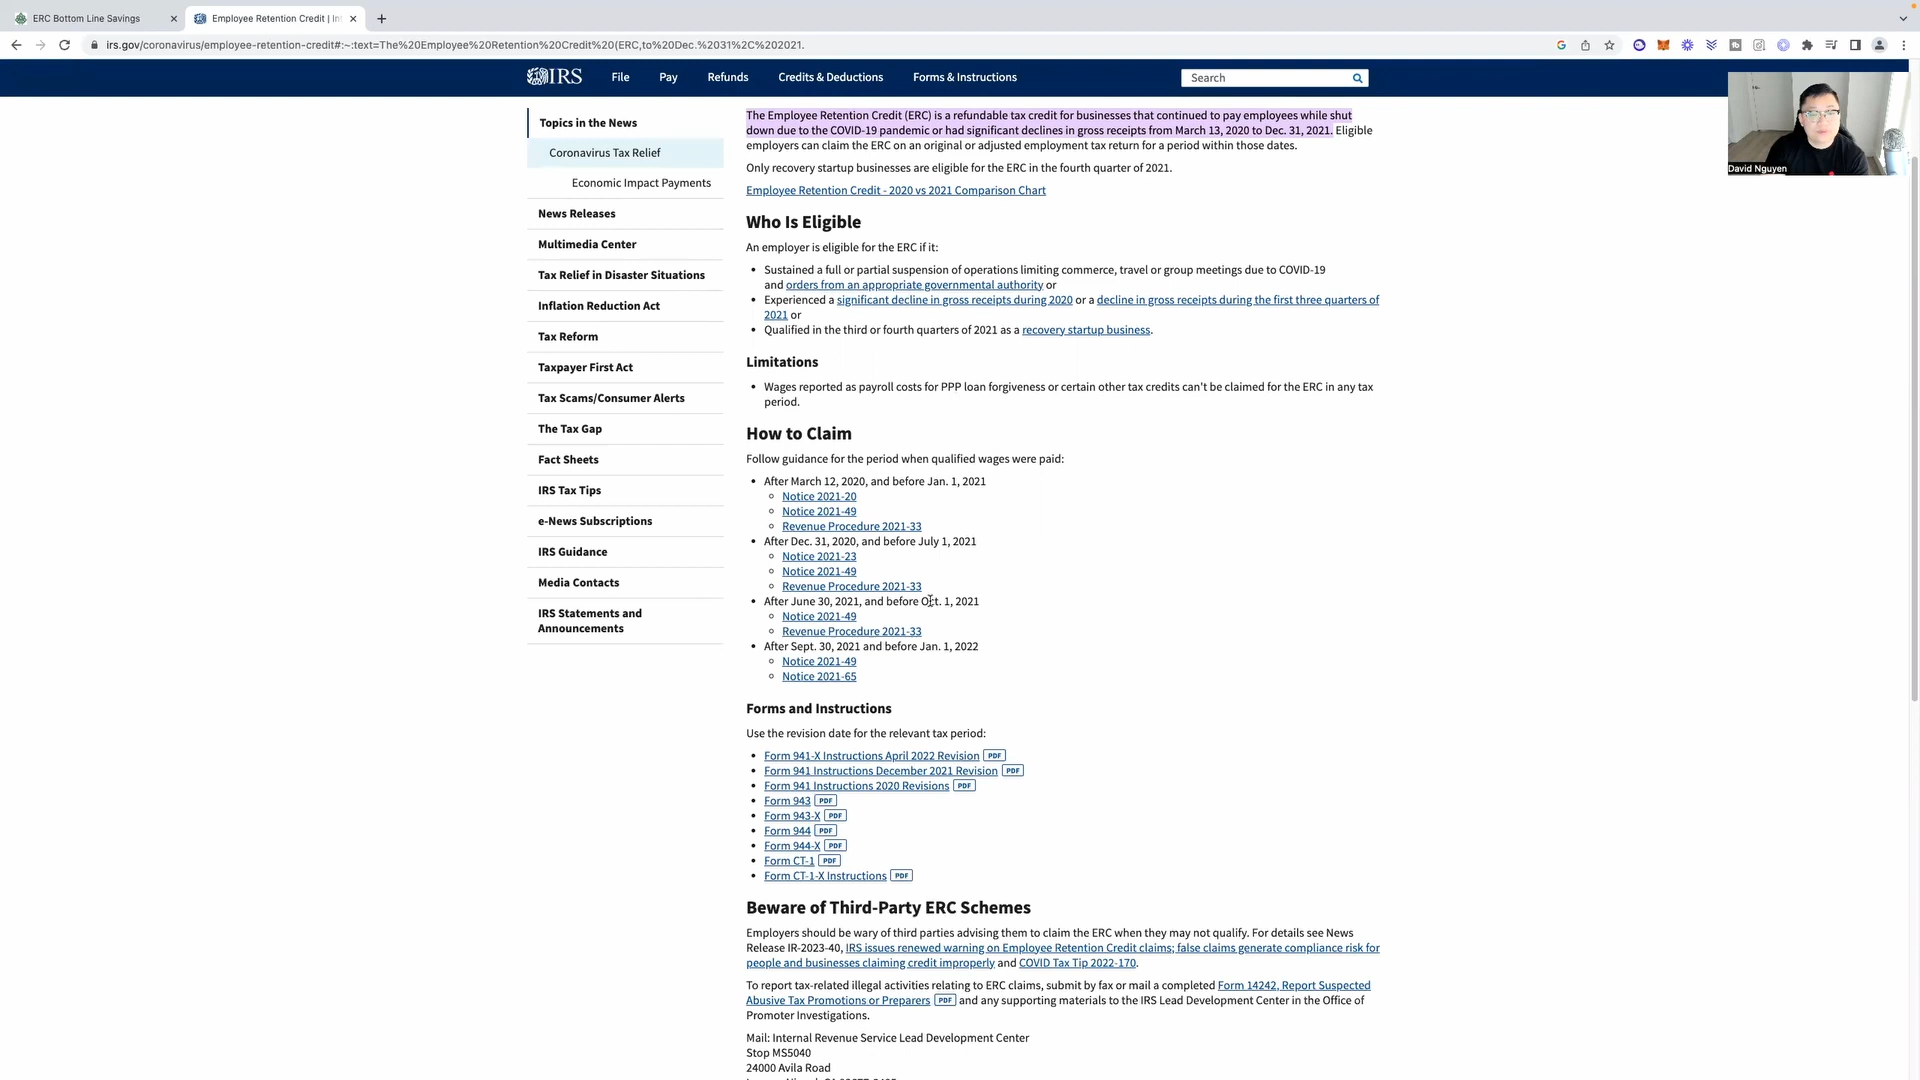 ERC Bottom Line Savings
Employee Retention Credit | In
irs.gov/coronavirus/employee-retention-credit#:~:text=The%20Employee%20Retention%20Credit%20(ERC,to%20Dec.%2031%2C%202021.
IRS File Pay Refunds Credits & Deductions Forms & Instructions Search
Topics in the News
Coronavirus Tax Relief
Economic Impact Payments
News Releases
Multimedia Center
Tax Relief in Disaster Situations
Inflation Reduction Act
Tax Reform
Taxpayer First Act
Tax Scams/Consumer Alerts
The Tax Gap
Fact Sheets
IRS Tax Tips
e-News Subscriptions
IRS Guidance
Media Contacts
IRS Statements and
Announcements
The Employee Retention Credit (ERC) is a refundable tax credit for businesses that continued to pay employees while shut
down due to the COVID-19 pandemic or had significant declines in gross receipts from March 13, 2020 to Dec. 31, 2021. Eligible
employers can claim the ERC on an original or adjusted employment tax return for a period within those dates.
Only recovery startup businesses are eligible for the ERC in the fourth quarter of 2021.
Employee Retention Credit - 2020 vs 2021 Comparison Chart
Who Is Eligible
An employer is eligible for the ERC if it:
• Sustained a full or partial suspension of operations limiting commerce, travel or group meetings due to COVID-19
and orders from an appropriate governmental authority or
• Experienced a significant decline in gross receipts during 2020 or a decline in gross receipts during the first three quarters of
2021 or
• Qualified in the third or fourth quarters of 2021 as a recovery startup business.
Limitations
• Wages reported as payroll costs for PPP loan forgiveness or certain other tax credits can't be claimed for the ERC in any tax
period.
How to Claim
Follow guidance for the period when qualified wages were paid:
• After March 12, 2020, and before Jan. 1, 2021
Notice 2021-20
Notice 2021-49
Revenue Procedure 2021-33
• After Dec. 31, 2020, and before July 1, 2021
Notice 2021-23
Notice 2021-49
Revenue Procedure 2021-33
• After June 30, 2021, and before Oct. 1, 2021
Notice 2021-49
Revenue Procedure 2021-33
• After Sept. 30, 2021 and before Jan. 1, 2022
Notice 2021-49
Notice 2021-65
Forms and Instructions
Use the revision date for the relevant tax period:
• Form 941-X Instructions April 2022 Revision PDF
• Form 941 Instructions December 2021 Revision PDF
• Form 941 Instructions 2020 Revisions PDF
• Form 943 PDF
• Form 943-X PDF
• Form 944 PDF
• Form 944-X PDF
• Form CT-1 PDF
• Form CT-1-X Instructions PDF
Beware of Third-Party ERC Schemes
Employers should be wary of third parties advising them to claim the ERC when they may not qualify. For details see News
Release IR-2023-40, IRS issues renewed warning on Employee Retention Credit claims; false claims generate compliance risk for
people and businesses claiming credit improperly and COVID Tax Tip 2022-170.
To report tax-related illegal activities relating to ERC claims, submit by fax or mail a completed Form 14242, Report Suspected
Abusive Tax Promotions or Preparers PDF and any supporting materials to the IRS Lead Development Center in the Office of
Promoter Investigations.
Mail: Internal Revenue Service Lead Development Center
Stop MS5040
24000 Avila Road
David Nguyen